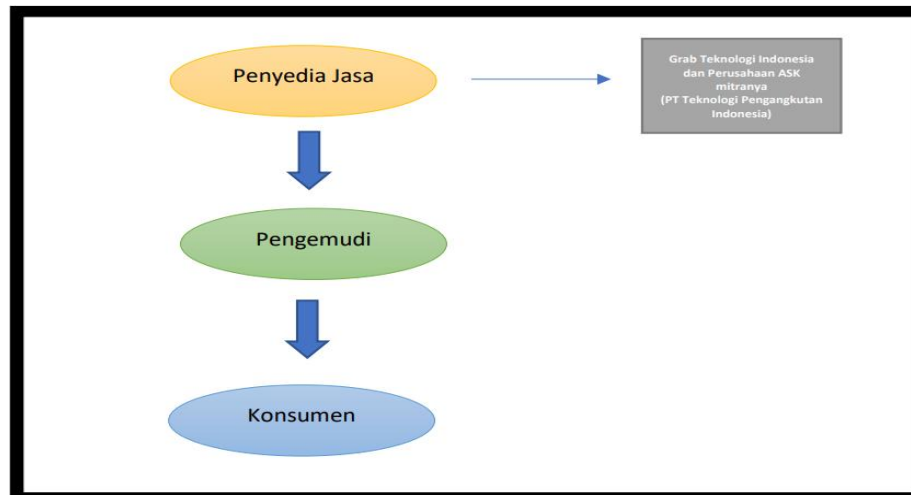 Penyedia Jasa
Grab Teknologi Indonesia
dan Perusahaan ASK
mitranya
(PT Teknologi Pengangkutan
Indonesia)
Pengemudi
Konsumen